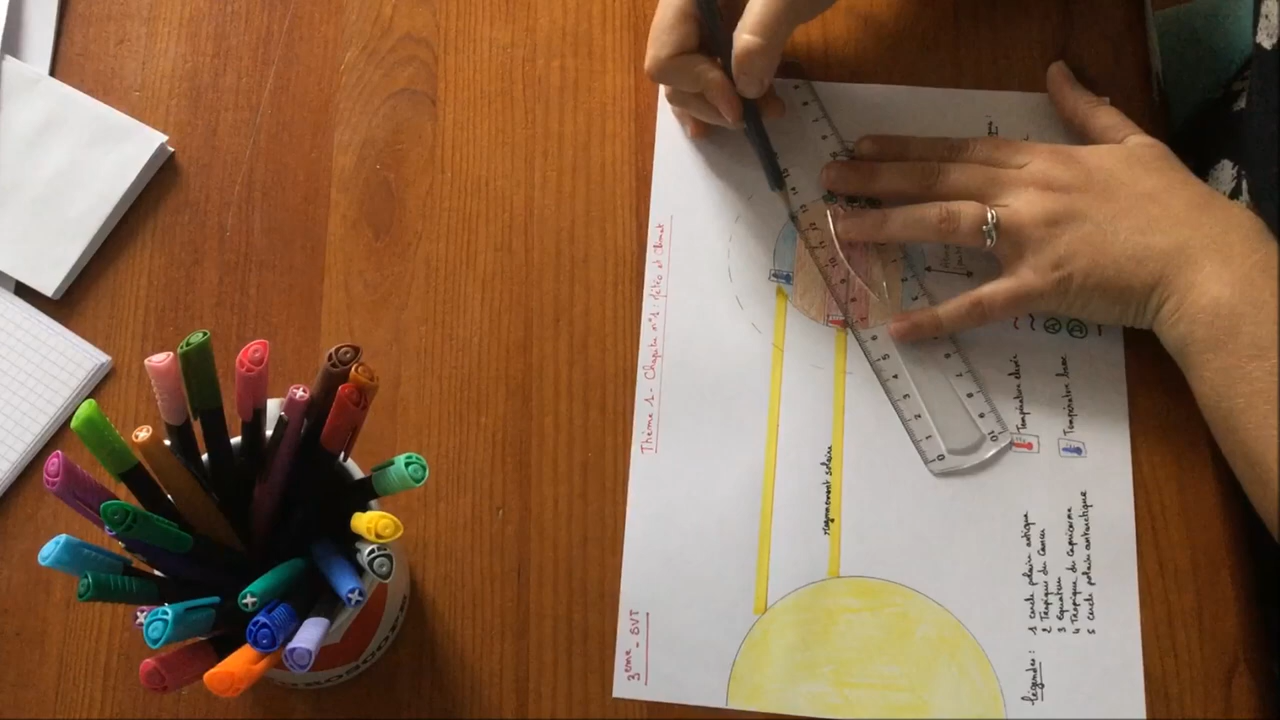 3ème - SVT
Thème 1 - Chapitre n°1 : Météo et Climat
rayonnement solaire
Légendes :
1 cercle polaire arctique
2 Tropique du Cancer
3 Equateur
4 Tropique du Capricorne
5 cercle polaire antarctique
Température élevée
Température basse
A
D